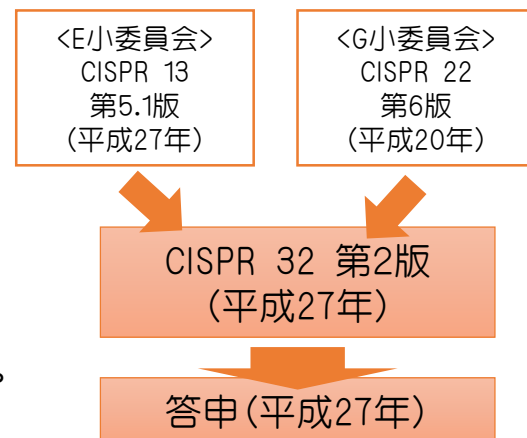 <E小委員会>
CISPR 13
第5.1版
(平成27年)
<G小委員会>
CISPR 22
第6版
(平成20年)
CISPR 32 第2版
(平成27年)
。
答申(平成27年)